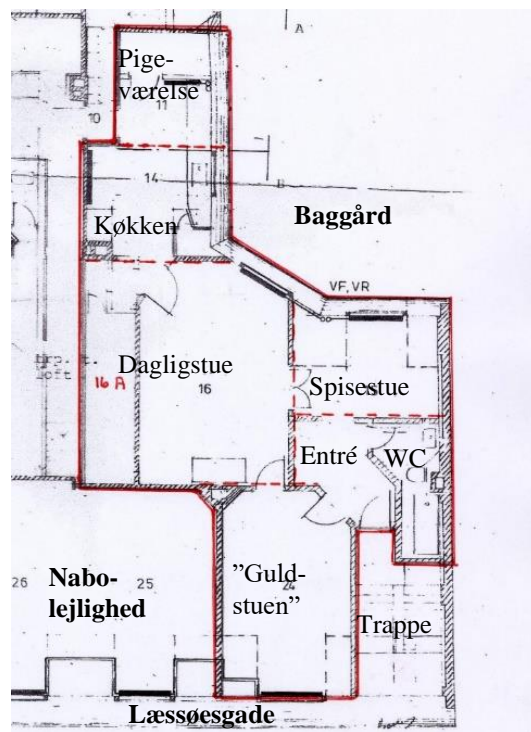 A
Pige-
værelse
11
10
14
B
Baggård
Køkken
VF, VR
Dagligstue
16
16 A
Spisestue
Entré
WC
26
Nabo-
lejlighed
25
”Guld-
stuen”
24
Trappe
Læssøesgade